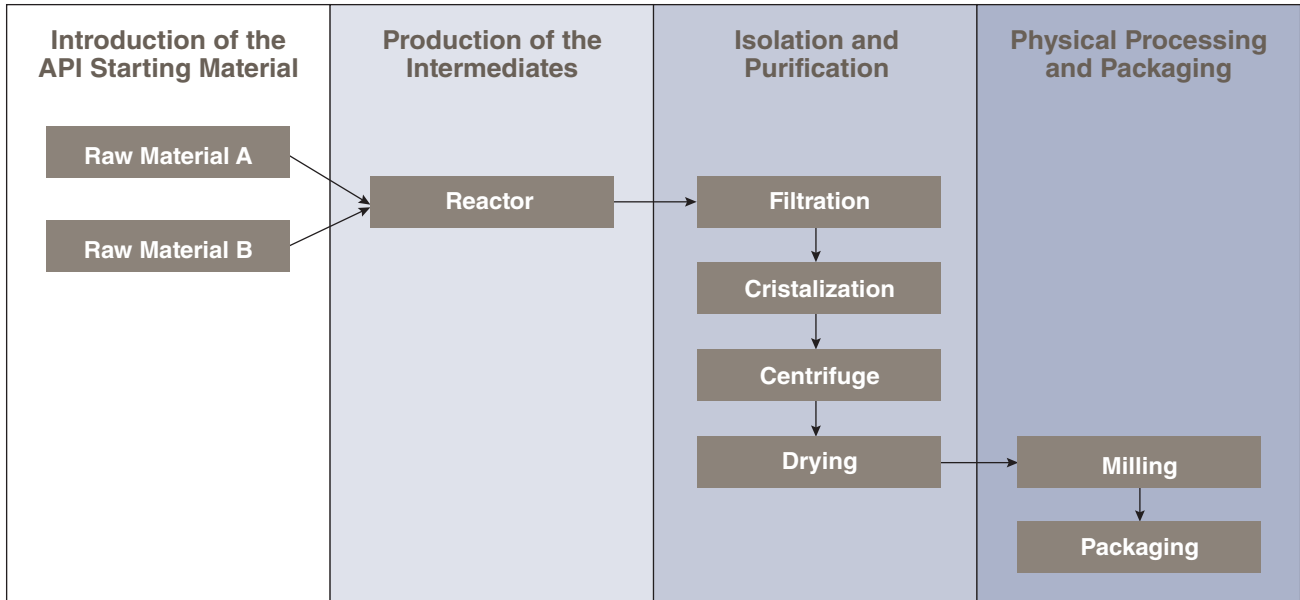 Introduction of the
API Starting Material
Production of the
Intermediates
Isolation and
Purification
Physical Processing
and Packaging
Raw Material A
Raw Material B
Reactor
Filtration
Cristalization
Centrifuge
Drying
Milling
Packaging